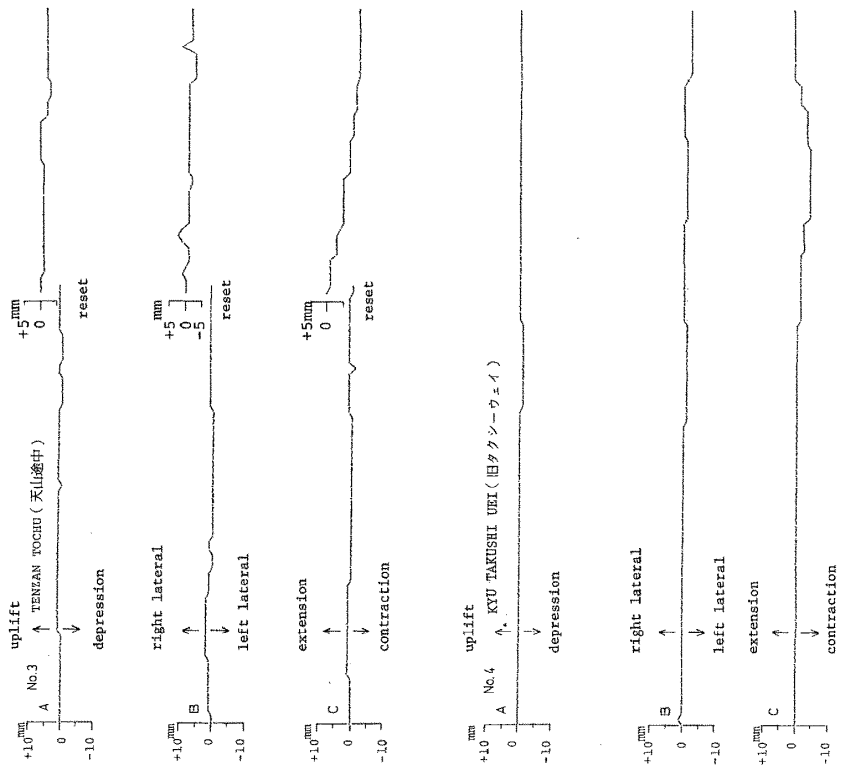 uplift
No.3 TENZAN TOCHU (天山途中)
A
+10mm
0
-10
depression
+5mm
0
reset
right lateral
B
+10mm
0
-10
left lateral
+5mm
0
-5
reset
extension
C
+10mm
0
-10
contraction
+5mm
0
reset
uplift
No.4 KYU TAKUSHI UEI (旧タクシーウェイ)
A
+10mm
0
-10
depression
right lateral
B
+10mm
0
-10
left lateral
extension
C
+10mm
0
-10
contraction